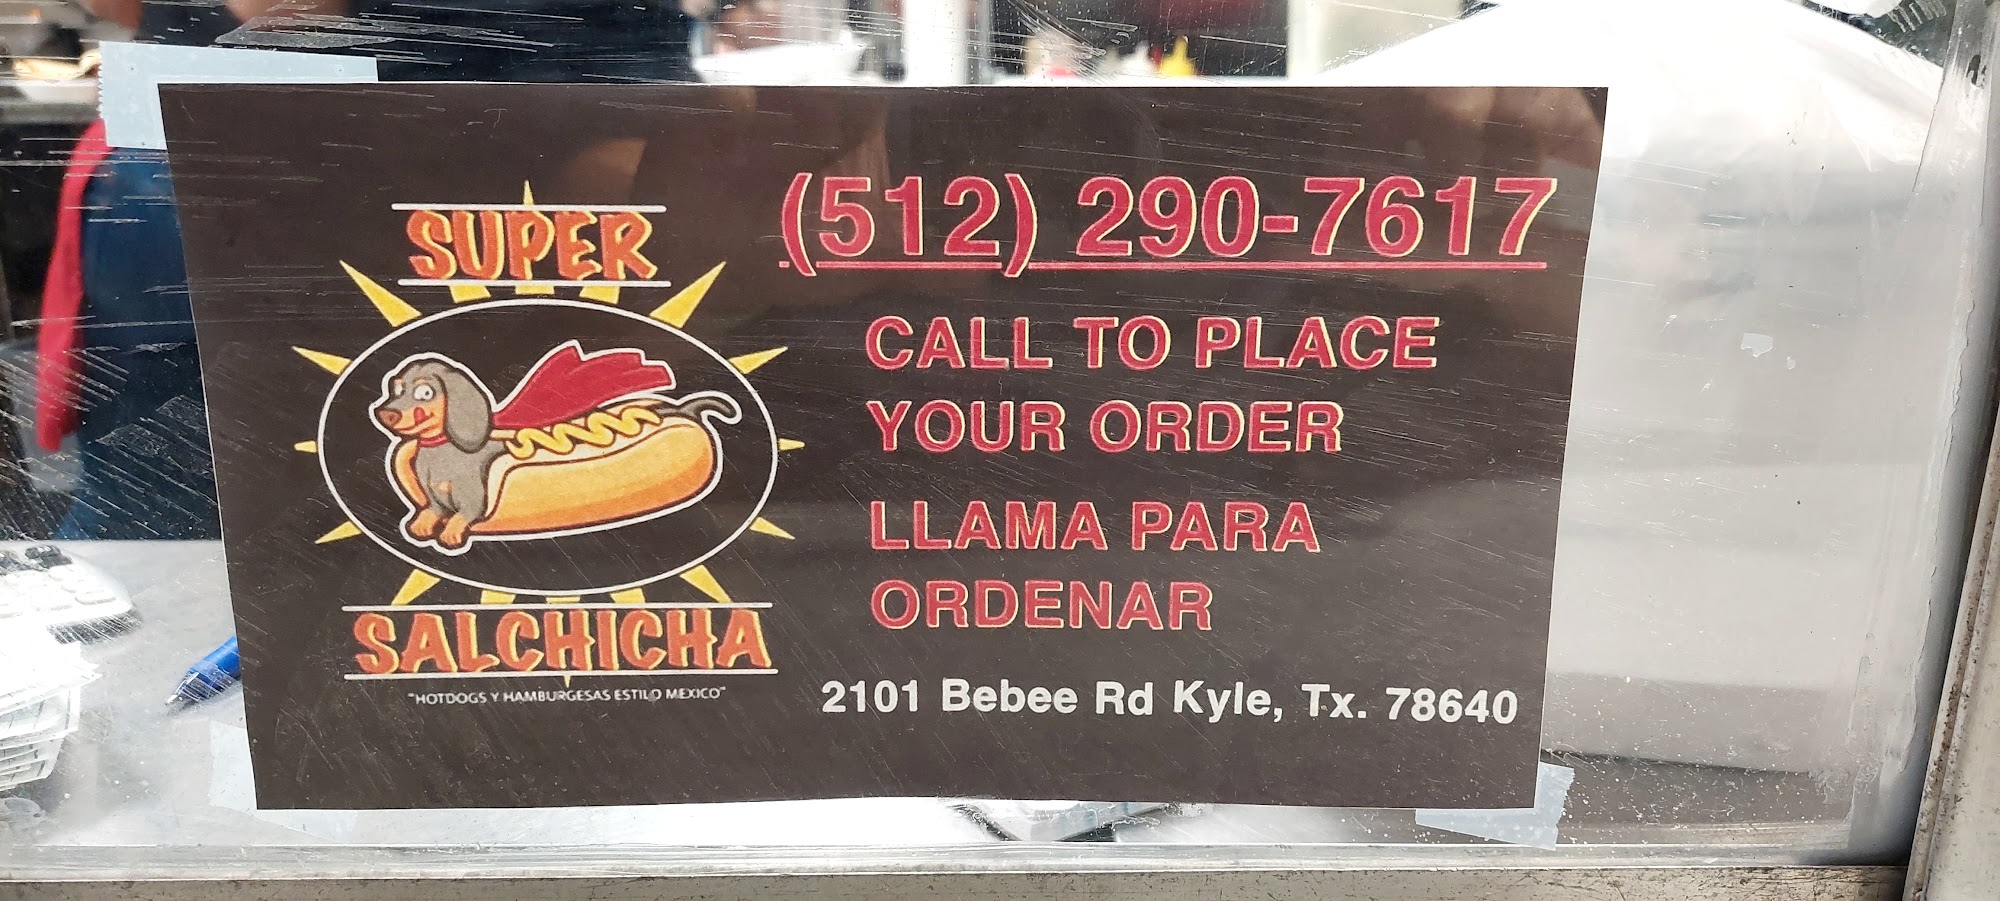 SUPER
SALCHICHA
"HOTDOGS Y HAMBURGESAS ESTILO MEXICO"
(512) 290-7617
CALL TO PLACE
YOUR ORDER
LLAMA PARA
ORDENAR
2101 Bebee Rd Kyle, Tx. 78640